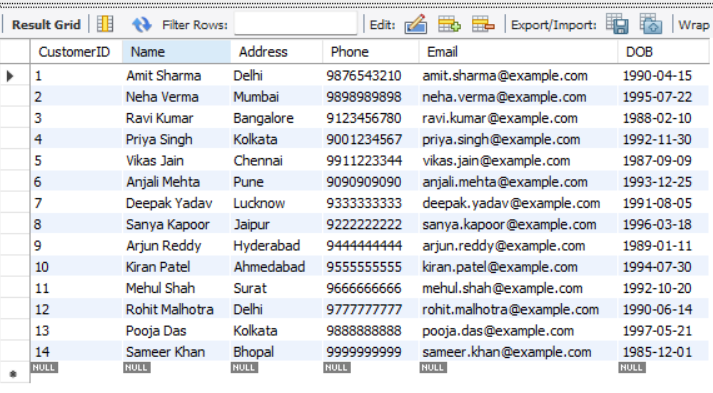 Result Grid Filter Rows: Edit: Export/Import: Wrap
CustomerID Name Address Phone Email DOB
1 Amit Sharma Delhi 9876543210 amit.sharma@example.com 1990-04-15
2 Neha Verma Mumbai 9898989898 neha.verma@example.com 1995-07-22
3 Ravi Kumar Bangalore 9123456780 ravi.kumar@example.com 1988-02-10
4 Priya Singh Kolkata 9001234567 priya.singh@example.com 1992-11-30
5 Vikas Jain Chennai 9911223344 vikas.jain@example.com 1987-09-09
6 Anjali Mehta Pune 9090909090 anjali.mehta@example.com 1993-12-25
7 Deepak Yadav Lucknow 9333333333 deepak.yadav@example.com 1991-08-05
8 Sanya Kapoor Jaipur 9222222222 sanya.kapoor@example.com 1996-03-18
9 Arjun Reddy Hyderabad 9444444444 arjun.reddy@example.com 1989-01-11
10 Kiran Patel Ahmedabad 9555555555 kiran.patel@example.com 1994-07-30
11 Mehul Shah Surat 9666666666 mehul.shah@example.com 1992-10-20
12 Rohit Malhotra Delhi 9777777777 rohit.malhotra@example.com 1990-06-14
13 Pooja Das Kolkata 9888888888 pooja.das@example.com 1997-05-21
14 Sameer Khan Bhopal 9999999999 sameer.khan@example.com 1985-12-01
NULL NULL NULL NULL NULL NULL